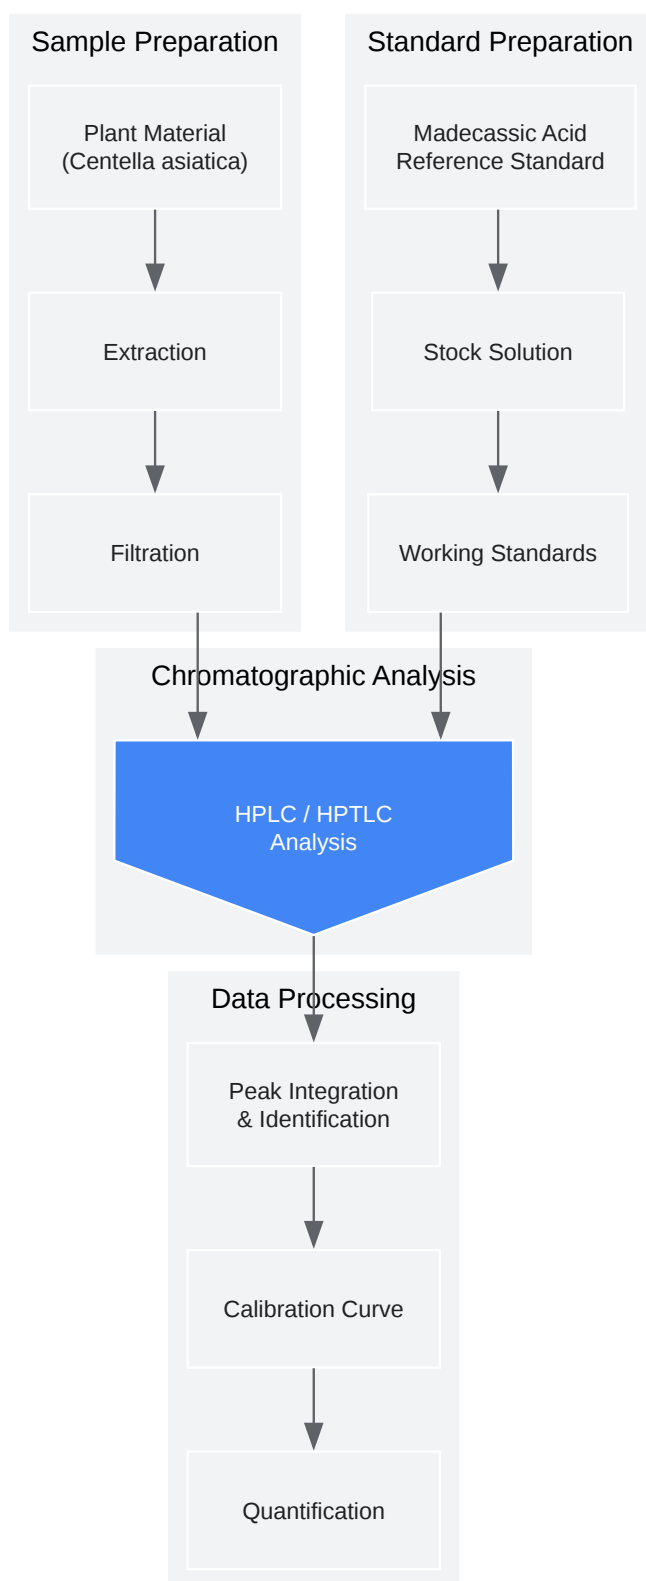 Sample Preparation
Plant Material
(Centella asiatica)
Extraction
Filtration
Standard Preparation
Madecassic Acid
Reference Standard
Stock Solution
Working Standards
Chromatographic Analysis
HPLC / HPTLC
Analysis
Data Processing
Peak Integration
& Identification
Calibration Curve
Quantification